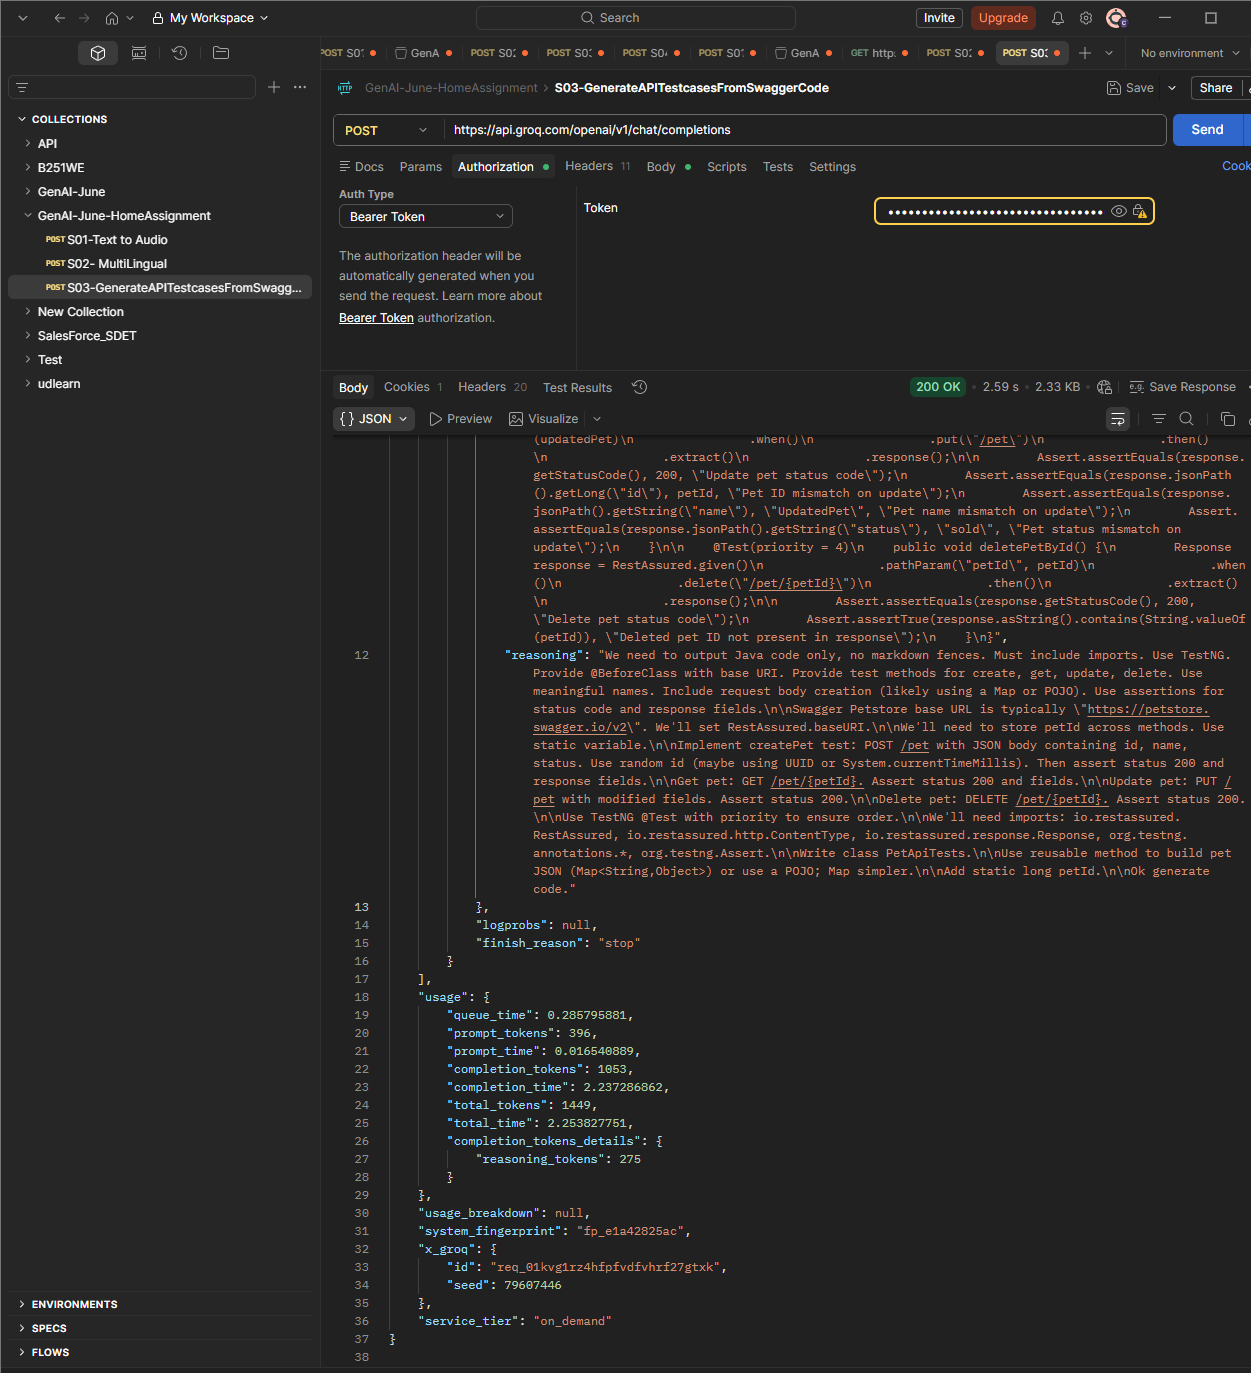 My Workspace
Search
Invite
Upgrade
POST S02
POST S03
POST S04
GenA
GET http:
POST S02
POST S03
No environment
GenAI-June-HomeAssignment
S03-GenerateAPITestcasesFromSwaggerCode
Save
Share
COLLECTIONS
API
B251WE
GenAI-June
GenAI-June-HomeAssignment
POST S01-Text to Audio
POST S02- MultiLingual
POST S03-GenerateAPITestcasesFromSwagg...
New Collection
SalesForce_SDET
Test
udlearn
ENVIRONMENTS
SPECS
FLOWS
POST
https://api.groq.com/openai/v1/chat/completions
Send
Docs Params Authorization Headers 11 Body Scripts Tests Settings
Cook
Auth Type
Bearer Token
Token
The authorization header will be
automatically generated when you
send the request. Learn more about
Bearer Token authorization.
Body Cookies 1 Headers 20 Test Results
200 OK • 2.59 s • 2.33 KB • Save Response
{} JSON Preview Visualize
(updatedPet)\n .when()\n .put(\"/pet\")\n .then()
\n .extract()\n .response();\n\n Assert.assertEquals(response.
getStatusCode(), 200, \"Update pet status code\");\n Assert.assertEquals(response.jsonPath
().getLong(\"id\"), petId, \"Pet ID mismatch on update\");\n Assert.assertEquals(response.
jsonPath().getString(\"name\"), \"UpdatedPet\", \"Pet name mismatch on update\");\n Assert.
assertEquals(response.jsonPath().getString(\"status\"), \"sold\", \"Pet status mismatch on
update\");\n }\n\n @Test(priority = 4)\n public void deletePetById() {\n Response
response = RestAssured.given()\n .pathParam(\"petId\", petId)\n .when
()\n .delete(\"/pet/{petId}\")\n .then()\n .extract()
\n .response();\n\n Assert.assertEquals(response.getStatusCode(), 200,
\"Delete pet status code\");\n Assert.assertTrue(response.asString().contains(String.valueOf
(petId)), \"Deleted pet ID not present in response\");\n }\n}",
12 "reasoning": "We need to output Java code only, no markdown fences. Must include imports. Use TestNG.
Provide @BeforeClass with base URI. Provide test methods for create, get, update, delete. Use
meaningful names. Include request body creation (likely using a Map or POJO). Use assertions for
status code and response fields.\n\nSwagger Petstore base URL is typically \"https://petstore.
swagger.io/v2\". We'll set RestAssured.baseURI.\n\nWe'll need to store petId across methods. Use
static variable.\n\nImplement createPet test: POST /pet with JSON body containing id, name,
status. Use random id (maybe using UUID or System.currentTimeMillis). Then assert status 200 and
response fields.\n\nGet pet: GET /pet/{petId}. Assert status 200 and fields.\n\nUpdate pet: PUT /
pet with modified fields. Assert status 200.\n\nDelete pet: DELETE /pet/{petId}. Assert status 200.
\n\nUse TestNG @Test with priority to ensure order.\n\nWe'll need imports: io.restassured.
RestAssured, io.restassured.http.ContentType, io.restassured.response.Response, org.testng.
annotations.*, org.testng.Assert.\n\nWrite class PetApiTests.\n\nUse reusable method to build pet
JSON (Map<String,Object>) or use a POJO; Map simpler.\n\nAdd static long petId.\n\nOk generate
code."
13 },
14 "logprobs": null,
15 "finish_reason": "stop"
16 }
17 ],
18 "usage": {
19 "queue_time": 0.285795881,
20 "prompt_tokens": 396,
21 "prompt_time": 0.016540889,
22 "completion_tokens": 1053,
23 "completion_time": 2.237286862,
24 "total_tokens": 1449,
25 "total_time": 2.253827751,
26 "completion_tokens_details": {
27 "reasoning_tokens": 275
28 }
29 },
30 "usage_breakdown": null,
31 "system_fingerprint": "fp_e1a42825ac",
32 "x_groq": {
33 "id": "req_01kvg1rz4hfpfvdfvhrf27gtxk",
34 "seed": 79607446
35 },
36 "service_tier": "on_demand"
37 }
38